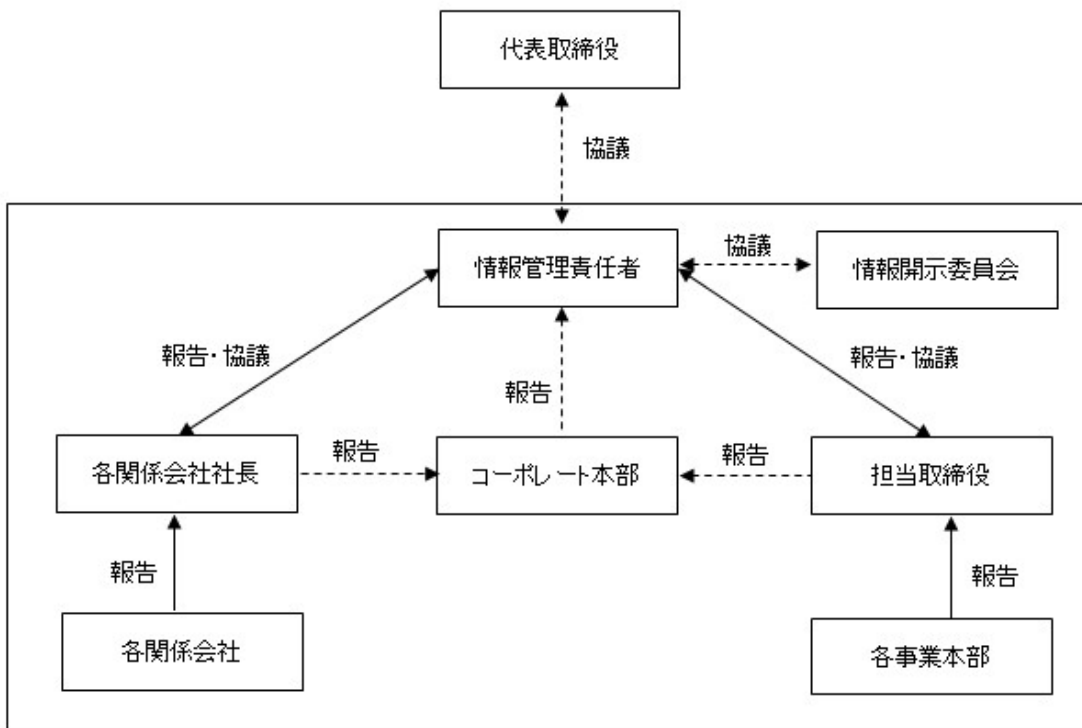 代表取締役
協議
情報管理責任者
協議
情報開示委員会
報告・協議
報告・協議
報告
各関係会社社長
報告
コーポレート本部
報告
担当取締役
報告
報告
各関係会社
各事業本部